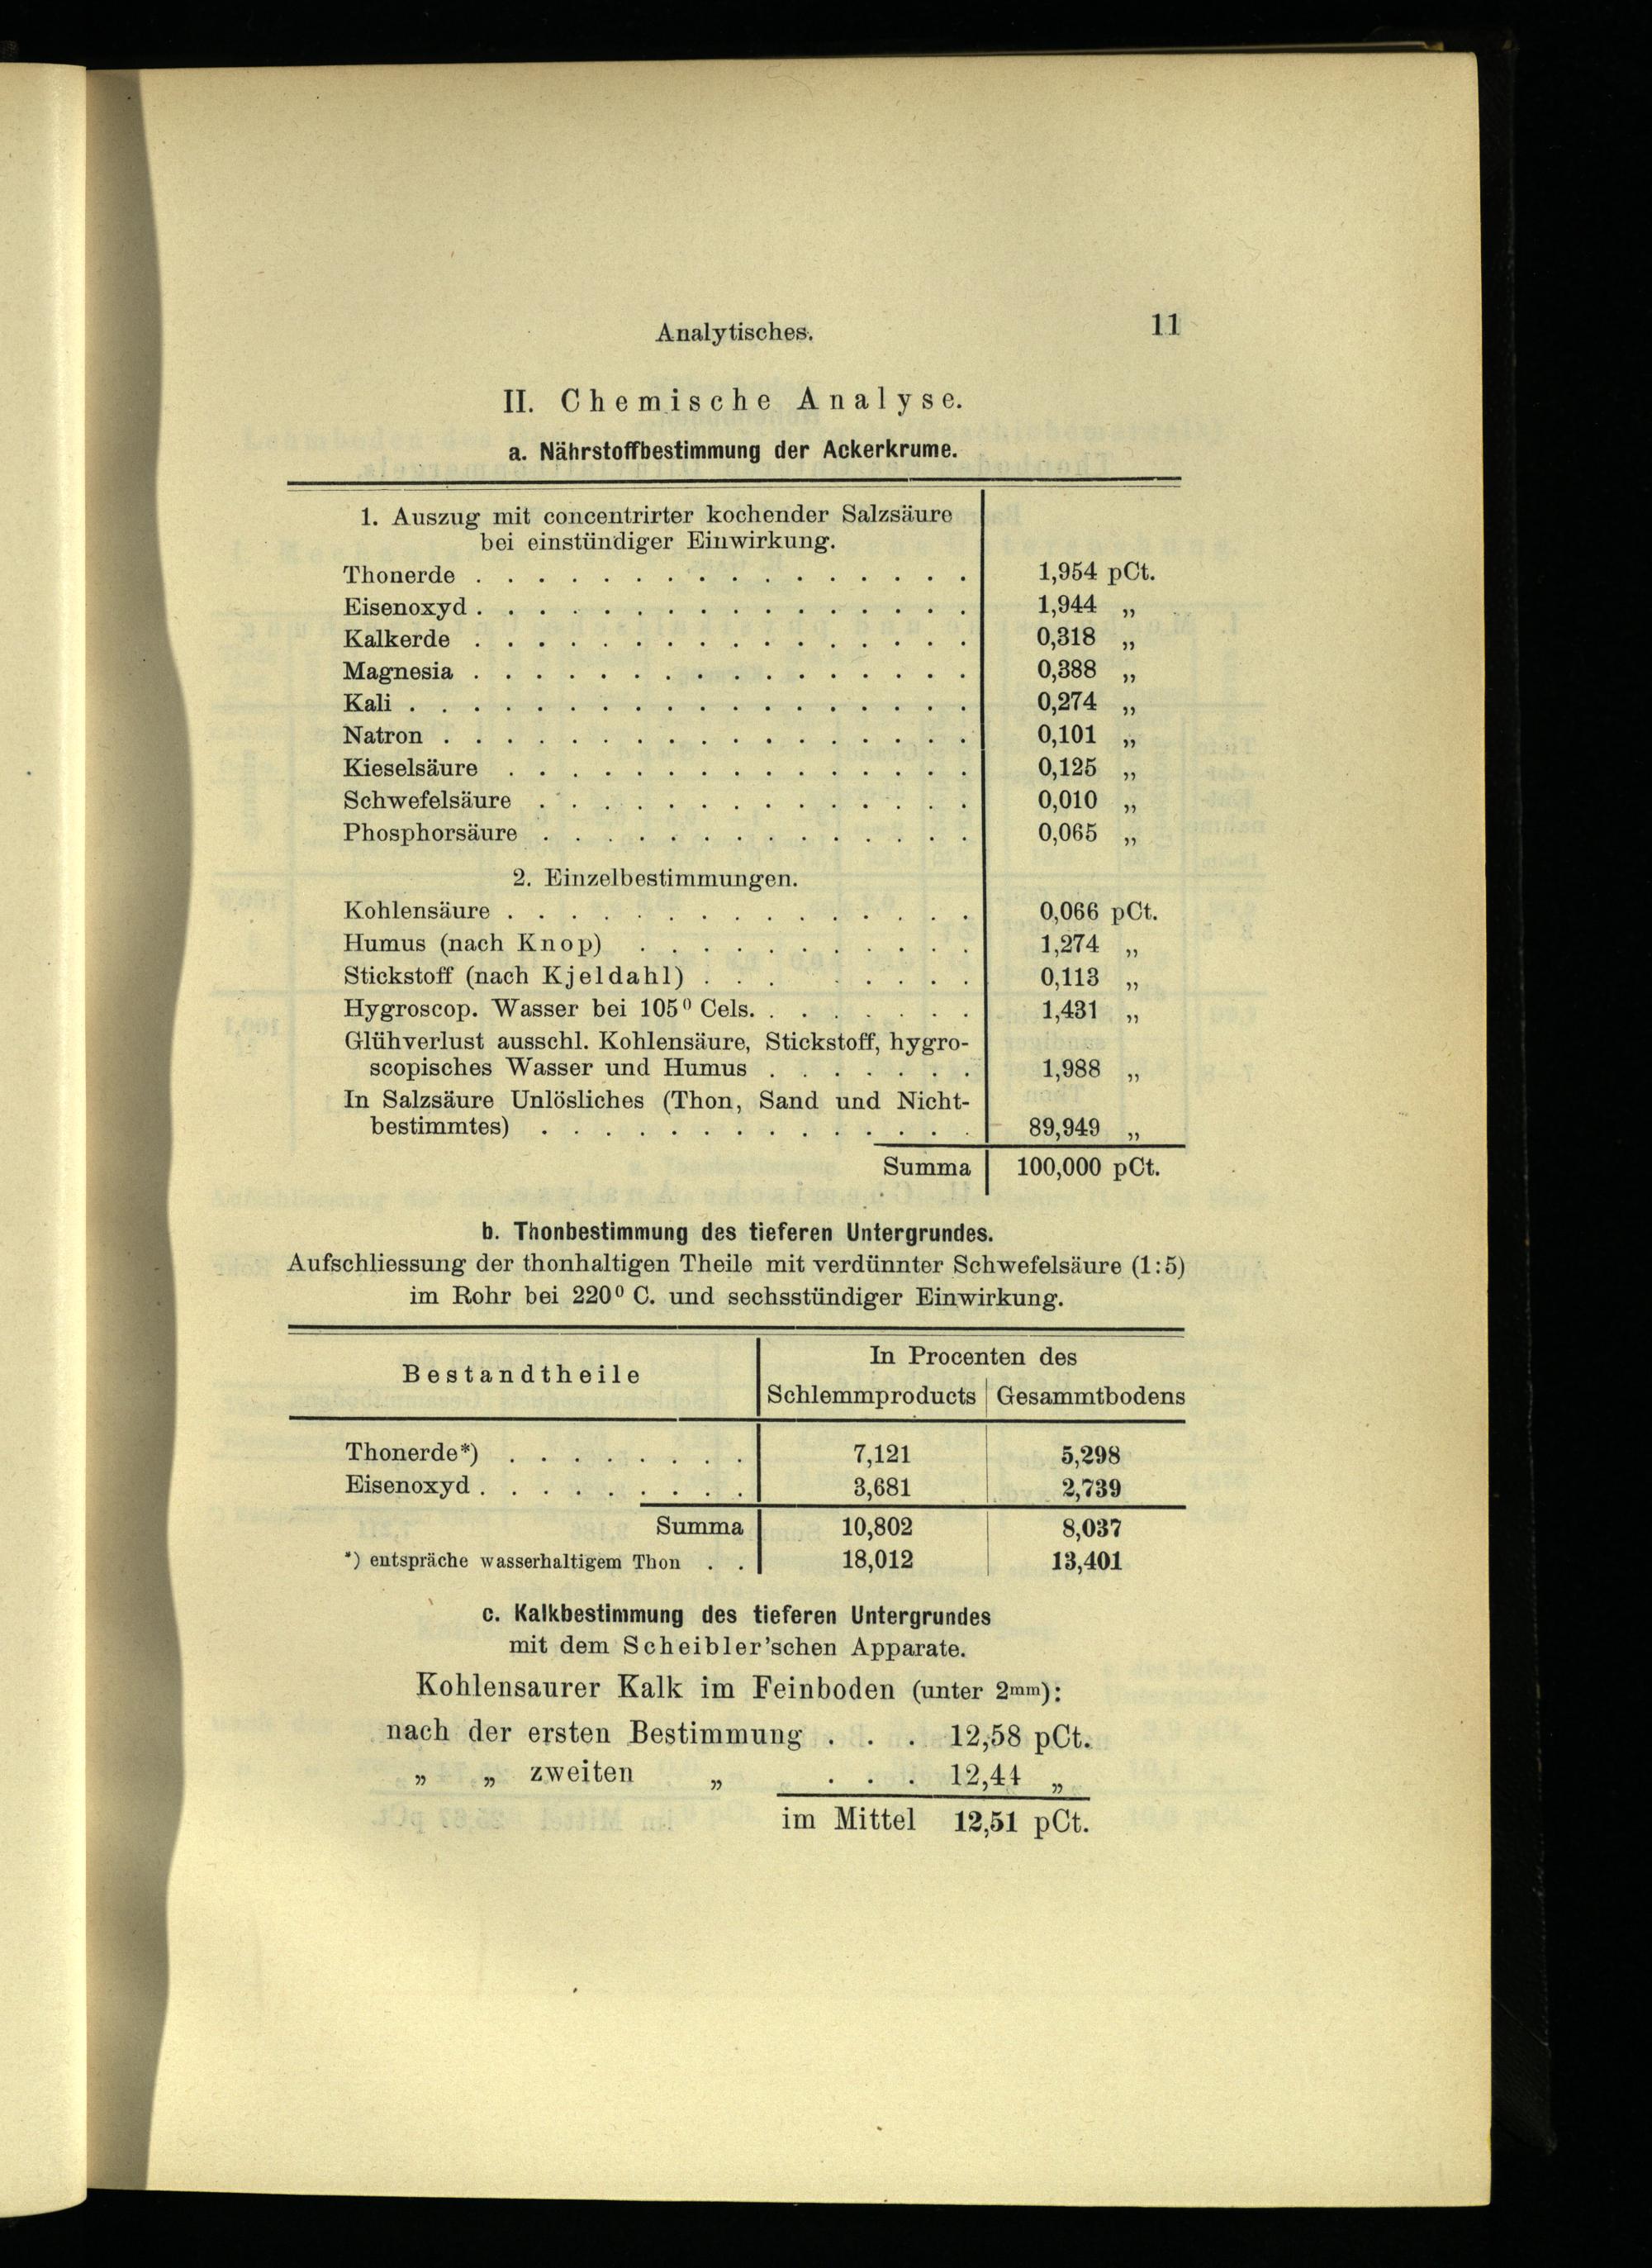 Analytisches. 11
II. Chemische Analyse.
a. Nährstoffbestimmung der Ackerkrume.
1. Auszug mit concentrirter kochender Salzsäure
bei einstündiger Einwirkung.
Thonerde . . . . . . . . . . . . . . . . 1,954 pCt.
Eisenoxyd . . . . . . . . . . . . . . . . 1,944 „
Kalkerde . . . . . . . . . . . . . . . . 0,318 „
Magnesia . . . . . . . . . . . . . . . . 0,388 „
Kali . . . . . . . . . . . . . . . . . . 0,274 „
Natron . . . . . . . . . . . . . . . . . 0,101 „
Kieselsäure . . . . . . . . . . . . . . . 0,125 „
Schwefelsäure . . . . . . . . . . . . . . 0,010 „
Phosphorsäure . . . . . . . . . . . . . . 0,065 „
2. Einzelbestimmungen.
Kohlensäure . . . . . . . . . . . . . . . 0,066 pCt.
Humus (nach Knop) . . . . . . . . . . . 1,274 „
Stickstoff (nach Kjeldahl) . . . . . . . . 0,113 „
Hygroscop. Wasser bei 105⁰ Cels. . . . . . . . 1,431 „
Glühverlust ausschl. Kohlensäure, Stickstoff, hygro-
scopisches Wasser und Humus . . . . . . . 1,988 „
In Salzsäure Unlösliches (Thon, Sand und Nicht-
bestimmtes) . . . . . . . . . . . . . . 89,949 „
Summa 100,000 pCt.
b. Thonbestimmung des tieferen Untergrundes.
Aufschliessung der thonhaltigen Theile mit verdünnter Schwefelsäure (1:5)
im Rohr bei 220⁰ C. und sechsstündiger Einwirkung.
Bestandtheile In Procenten des
Schlemmproducts Gesammtbodens
Thonerde*) . . . . . . . . 7,121 5,298
Eisenoxyd . . . . . . . . . 3,681 2,739
Summa 10,802 8,037
*) entspräche wasserhaltigem Thon . . 18,012 13,401
c. Kalkbestimmung des tieferen Untergrundes
mit dem Scheibler'schen Apparate.
Kohlensaurer Kalk im Feinboden (unter 2mm):
nach der ersten Bestimmung . . . 12,58 pCt.
„ „ zweiten „ . . . 12,44 „
im Mittel 12,51 pCt.